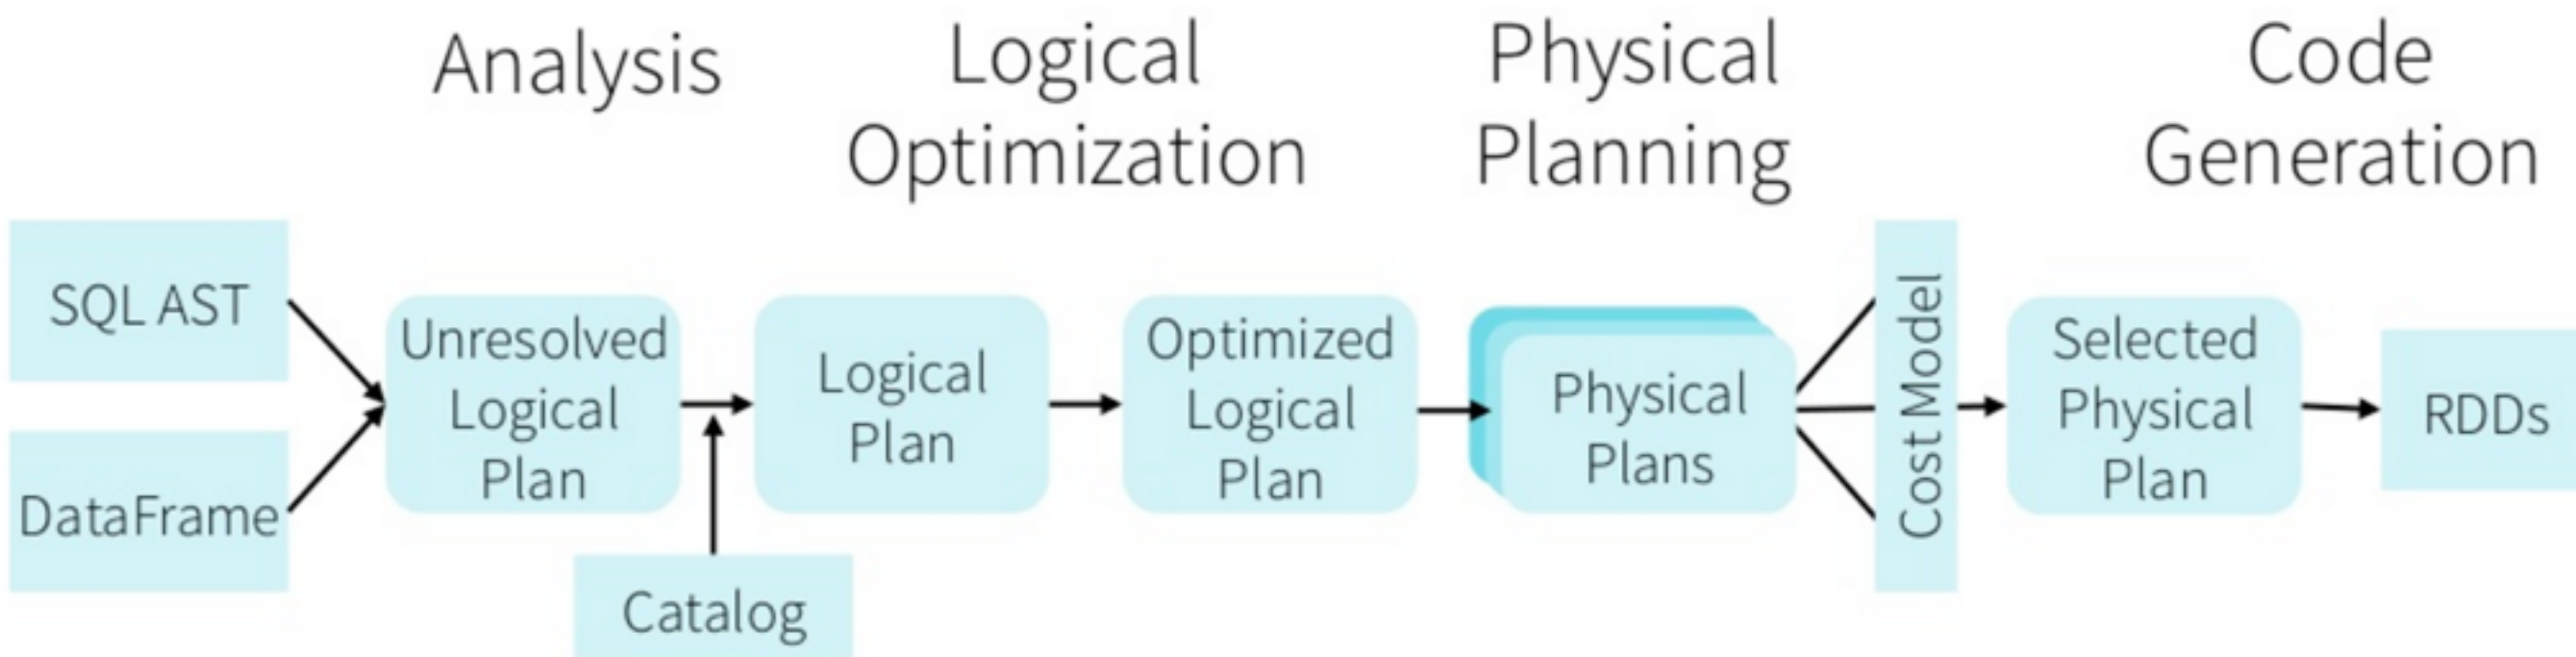 Analysis
Logical
Optimization
Physical
Planning
Code
Generation
SQL AST
DataFrame
Unresolved
Logical
Plan
Catalog
Logical
Plan
Optimized
Logical
Plan
Physical
Plans
Cost Model
Selected
Physical
Plan
RDDs